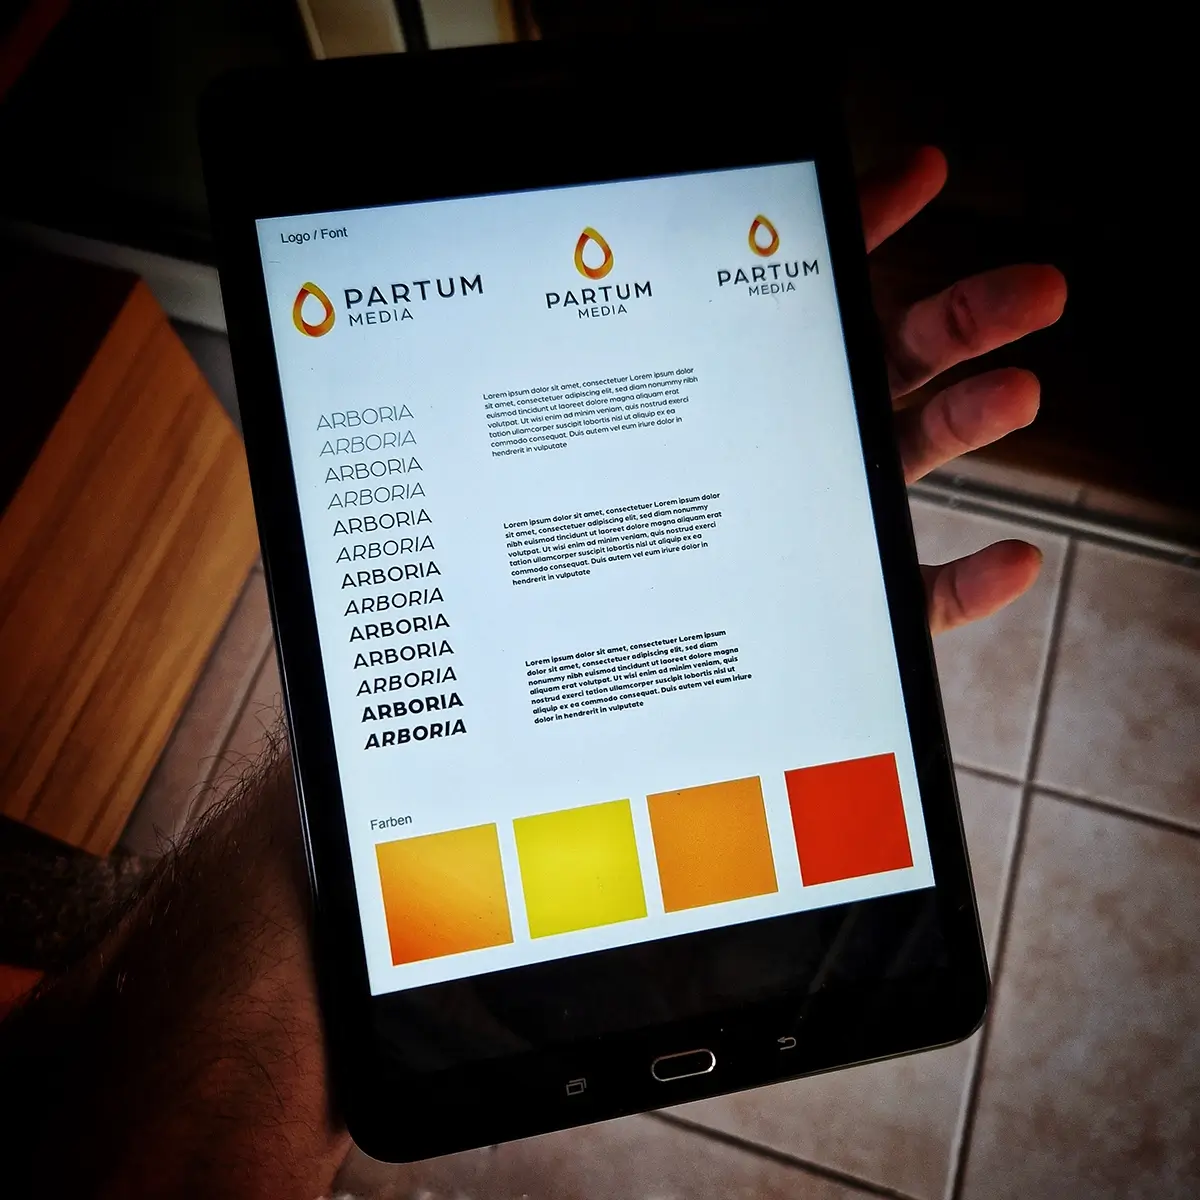 Logo / Font
PARTUM
MEDIA
PARTUM
MEDIA
PARTUM
MEDIA
ARBORIA
ARBORIA
ARBORIA
ARBORIA
ARBORIA
ARBORIA
ARBORIA
ARBORIA
ARBORIA
ARBORIA
ARBORIA
ARBORIA
ARBORIA
Lorem ipsum dolor sit amet, consectetuer Lorem ipsum dolor
sit amet, consectetuer adipiscing elit, sed diam nonummy nibh
euismod tincidunt ut laoreet dolore magna aliquam erat
volutpat. Ut wisi enim ad minim veniam, quis nostrud exerci
tation ullamcorper suscipit lobortis nisl ut aliquip ex ea
commodo consequat. Duis autem vel eum iriure dolor in
hendrerit in vulputate
Lorem ipsum dolor sit amet, consectetuer Lorem ipsum dolor
sit amet, consectetuer adipiscing elit, sed diam nonummy
nibh euismod tincidunt ut laoreet dolore magna aliquam erat
volutpat. Ut wisi enim ad minim veniam, quis nostrud exerci
tation ullamcorper suscipit lobortis nisl ut aliquip ex ea
commodo consequat. Duis autem vel eum iriure dolor in
hendrerit in vulputate
Lorem ipsum dolor sit amet, consectetuer Lorem ipsum
dolor sit amet, consectetuer adipiscing elit, sed diam
nonummy nibh euismod tincidunt ut laoreet dolore magna
aliquam erat volutpat. Ut wisi enim ad minim veniam, quis
nostrud exerci tation ullamcorper suscipit lobortis nisl ut
aliquip ex ea commodo consequat. Duis autem vel eum iriure
dolor in hendrerit in vulputate
Farben